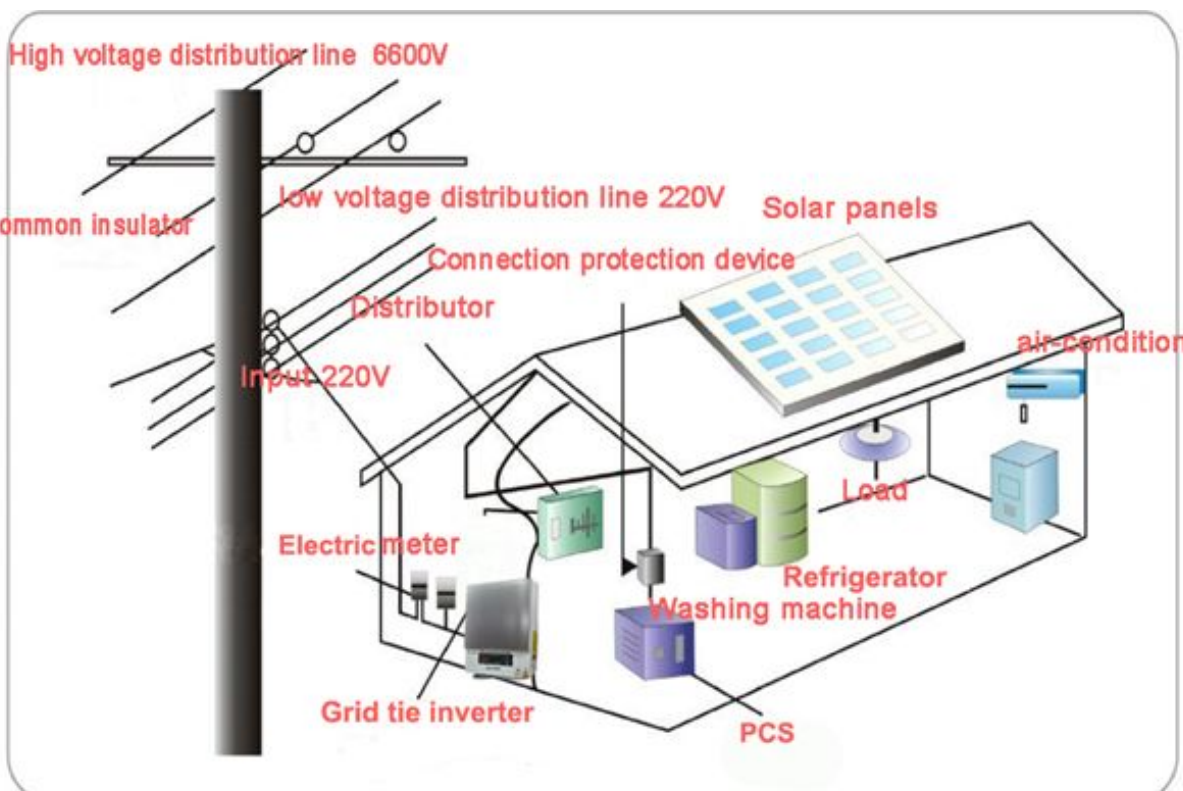 High voltage distribution line 6600V
low voltage distribution line 220V
Solar panels
ommon insulator
Connection protection device
Distributor
air-condition
Input 220V
Load
Electric meter
Refrigerator
Washing machine
Grid tie inverter
PCS